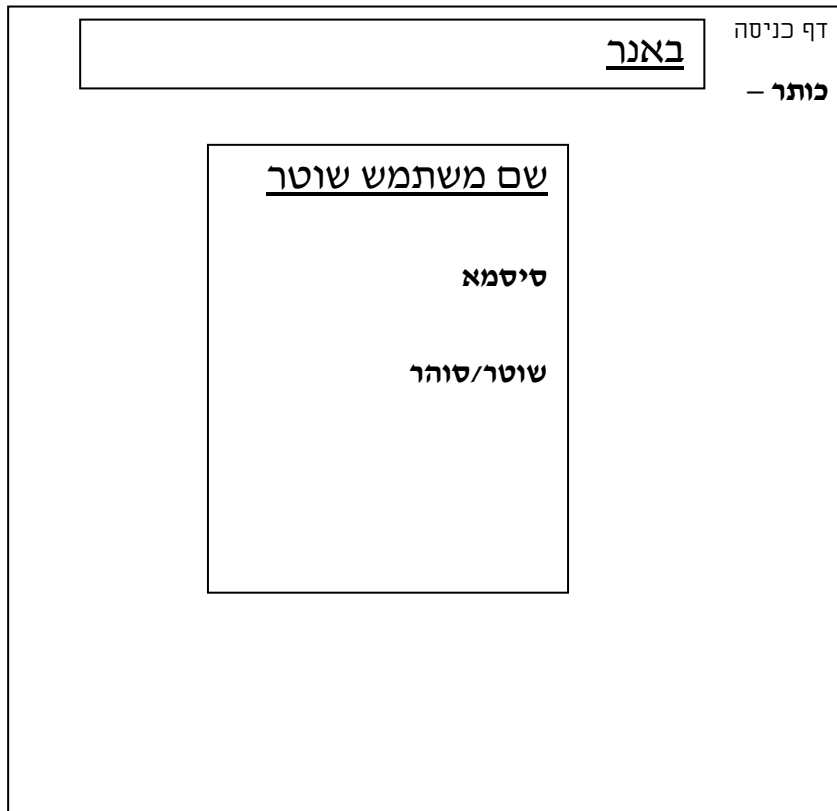 דף כניסה
באנר
כותר –
שם משתמש שוטר
סיסמא
שוטר/סוהר